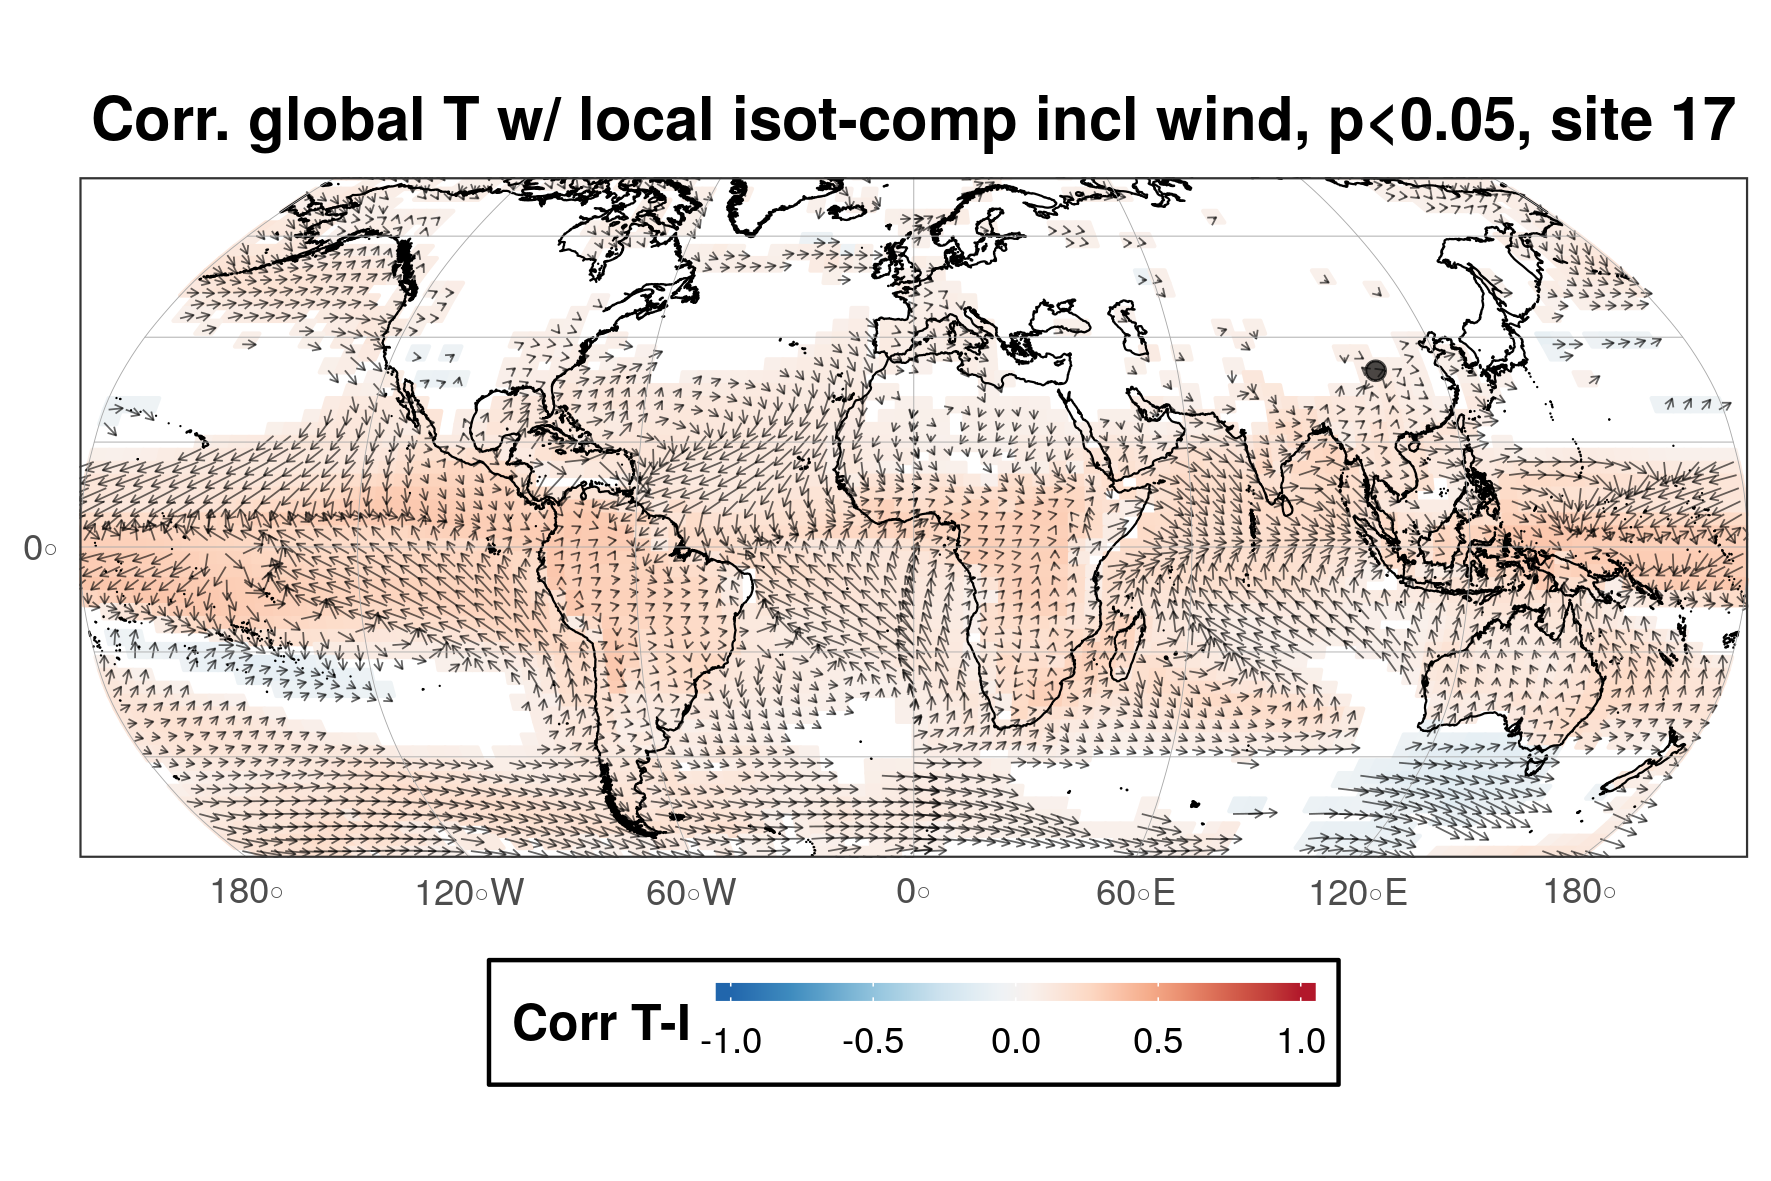 Corr. global T w/ local isot-comp incl wind, p<0.05, site 17
0°
180° 120°W 60°W 0° 60°E 120°E 180°
Corr T-I
-1.0 -0.5 0.0 0.5 1.0